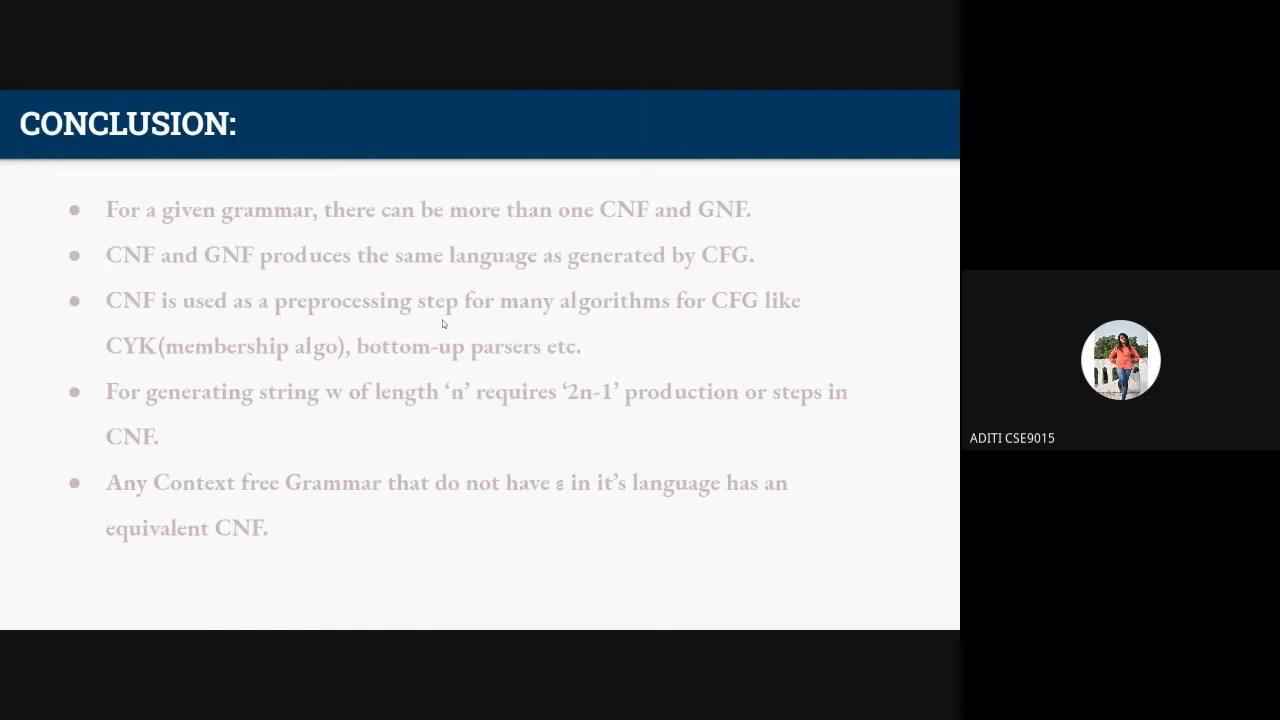 CONCLUSION:
● For a given grammar, there can be more than one CNF and GNF.
● CNF and GNF produces the same language as generated by CFG.
● CNF is used as a preprocessing step for many algorithms for CFG like
CYK(membership algo), bottom-up parsers etc.
● For generating string w of length ‘n’ requires ‘2n-1’ production or steps in
CNF.
● Any Context free Grammar that do not have ε in it’s language has an
equivalent CNF.
ADITI CSE9015